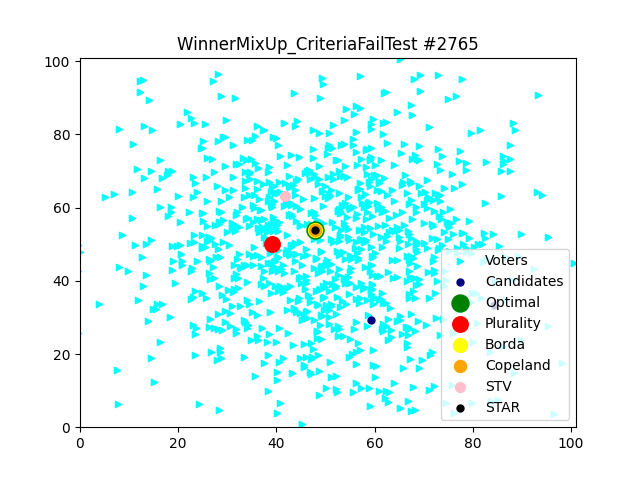 WinnerMixUp_CriteriaFailTest #2765
100
80
60
40
20
0
0 20 40 60 80 100
Voters
Candidates
Optimal
Plurality
Borda
Copeland
STV
STAR